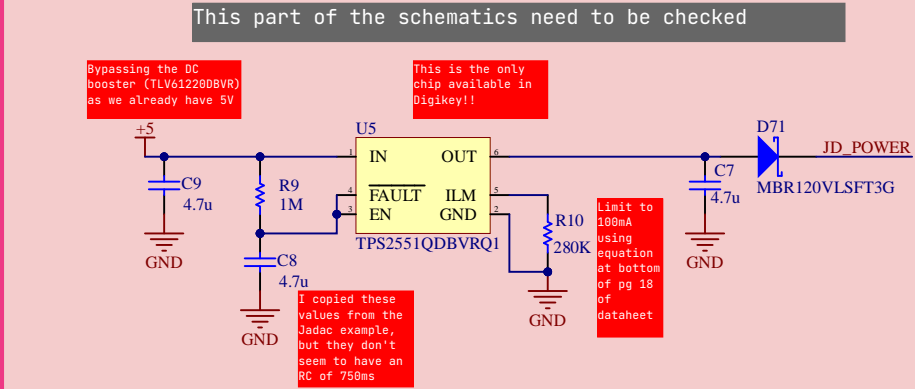 This part of the schematics need to be checked
Bypassing the DC
booster (TLV61220DBVR)
as we already have 5V
This is the only
chip available in
Digikey!!
+5
U5
D71
1
IN
OUT
6
JD_POWER
C9
4.7u
R9
1M
4
FAULT
ILM
5
3
EN
GND
2
C7
4.7u
MBR120VLSFT3G
TPS2551QDBVRQ1
R10
280K
Limit to
100mA
using
equation
at bottom
of pg 18
of
dataheet
GND
C8
4.7u
GND
GND
GND
I copied these
values from the
Jadac example,
but they don't
seem to have an
RC of 750ms